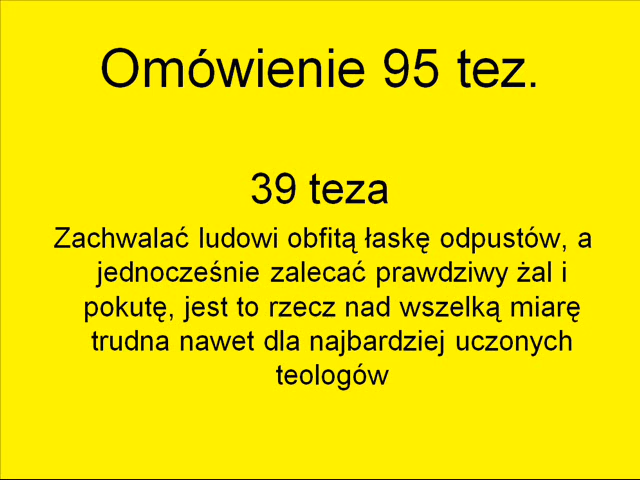 Omówienie 95 tez.
39 teza
Zachwalać ludowi obfitą łaskę odpustów, a
jednocześnie zalecać prawdziwy żal i
pokutę, jest to rzecz nad wszelką miarę
trudna nawet dla najbardziej uczonych
teologów